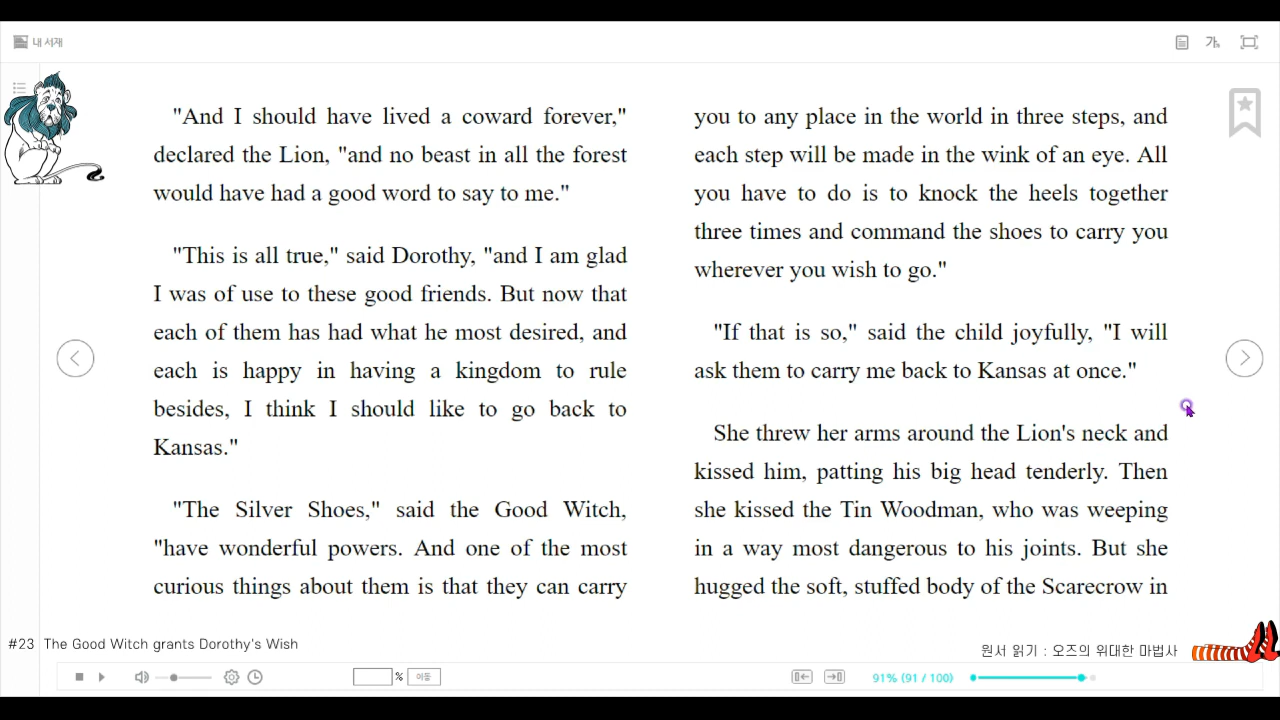 내 서재
가
"And I should have lived a coward forever,"
declared the Lion, "and no beast in all the forest
would have had a good word to say to me."
"This is all true," said Dorothy, "and I am glad
I was of use to these good friends. But now that
each of them has had what he most desired, and
each is happy in having a kingdom to rule
besides, I think I should like to go back to
Kansas."
"The Silver Shoes," said the Good Witch,
"have wonderful powers. And one of the most
curious things about them is that they can carry
you to any place in the world in three steps, and
each step will be made in the wink of an eye. All
you have to do is to knock the heels together
three times and command the shoes to carry you
wherever you wish to go."
"If that is so," said the child joyfully, "I will
ask them to carry me back to Kansas at once."
She threw her arms around the Lion's neck and
kissed him, patting his big head tenderly. Then
she kissed the Tin Woodman, who was weeping
in a way most dangerous to his joints. But she
hugged the soft, stuffed body of the Scarecrow in
#23 The Good Witch grants Dorothy's Wish
원서 읽기 : 오즈의 위대한 마법사
% 이동
91% (91 / 100)